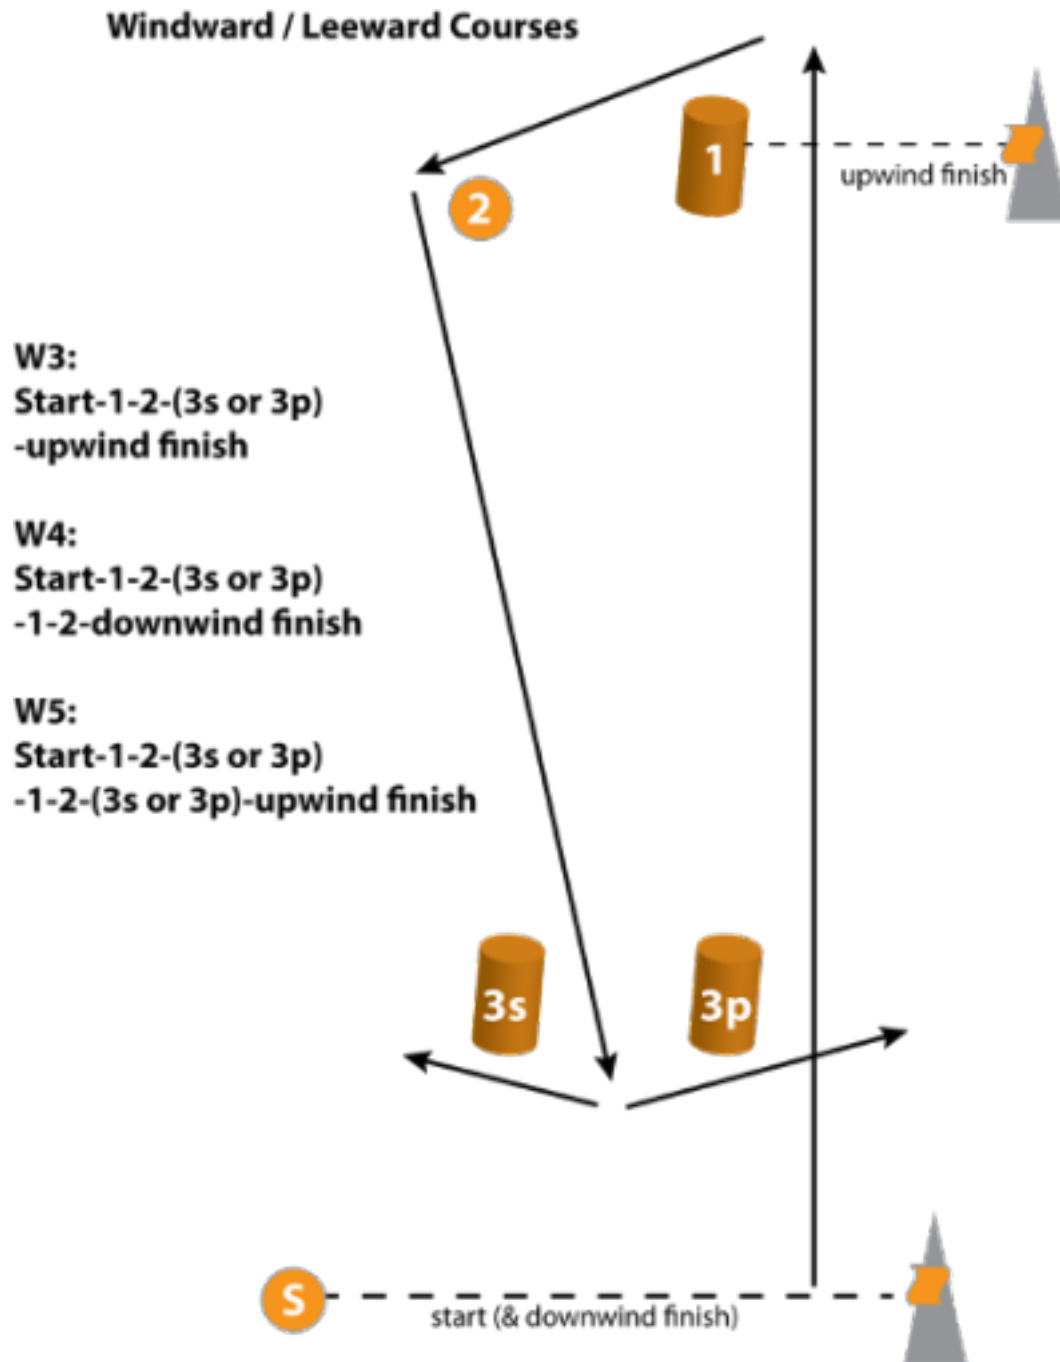 Windward / Leeward Courses
1
upwind finish
2
W3:
Start-1-2-(3s or 3p)
-upwind finish
W4:
Start-1-2-(3s or 3p)
-1-2-downwind finish
W5:
Start-1-2-(3s or 3p)
-1-2-(3s or 3p)-upwind finish
3s
3p
S
start (& downwind finish)